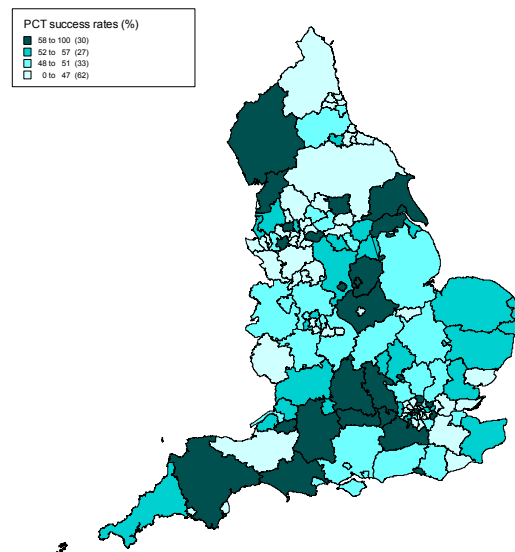 PCT success rates (%)
58 to 100 (30)
52 to 57 (27)
48 to 51 (33)
0 to 47 (62)